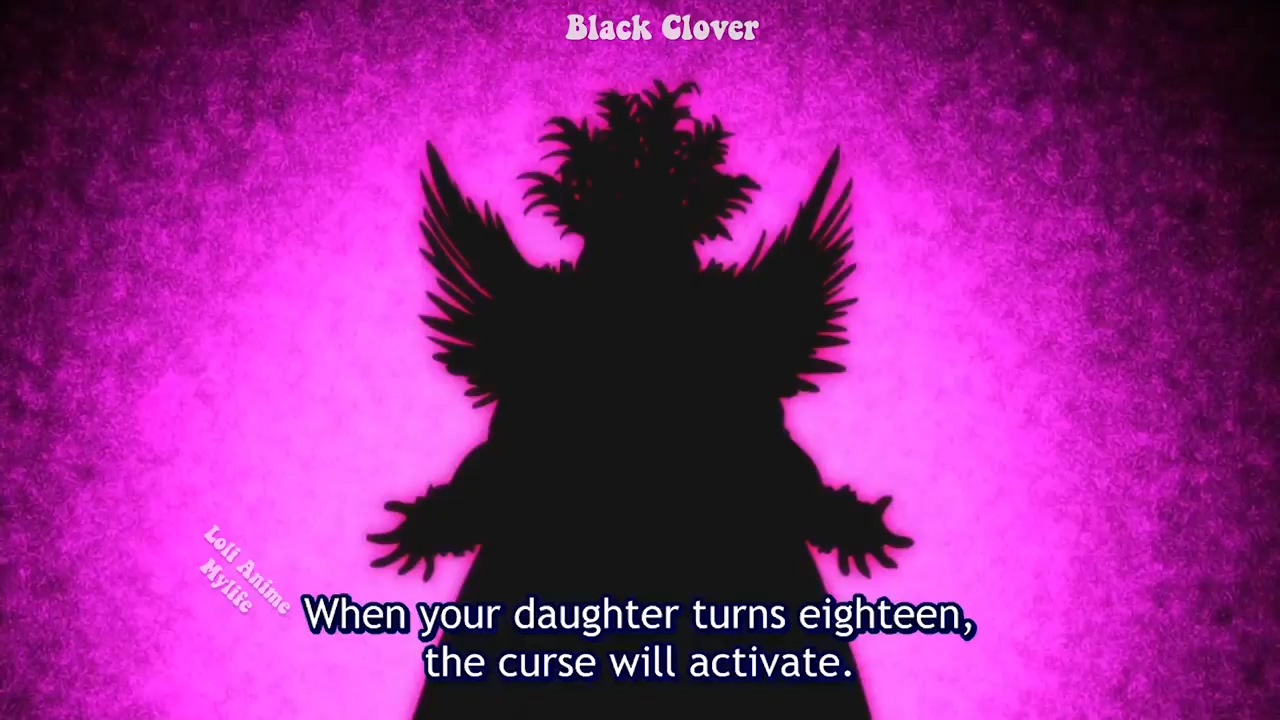 Black Clover
Loli Anime
Mylife
When your daughter turns eighteen,
the curse will activate.